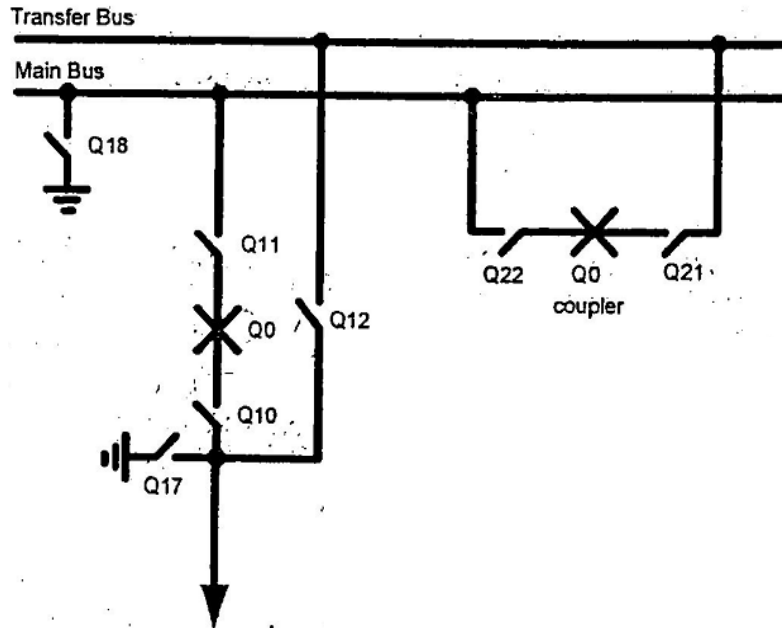 Transfer Bus
Main Bus
Q18
Q11
Q22
Q0
Q21
coupler
Q0
Q12
Q10
Q17